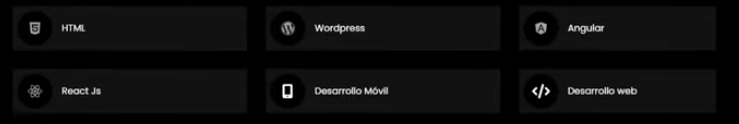 HTML
Wordpress
Angular
React Js
Desarrollo Móvil
Desarrollo web